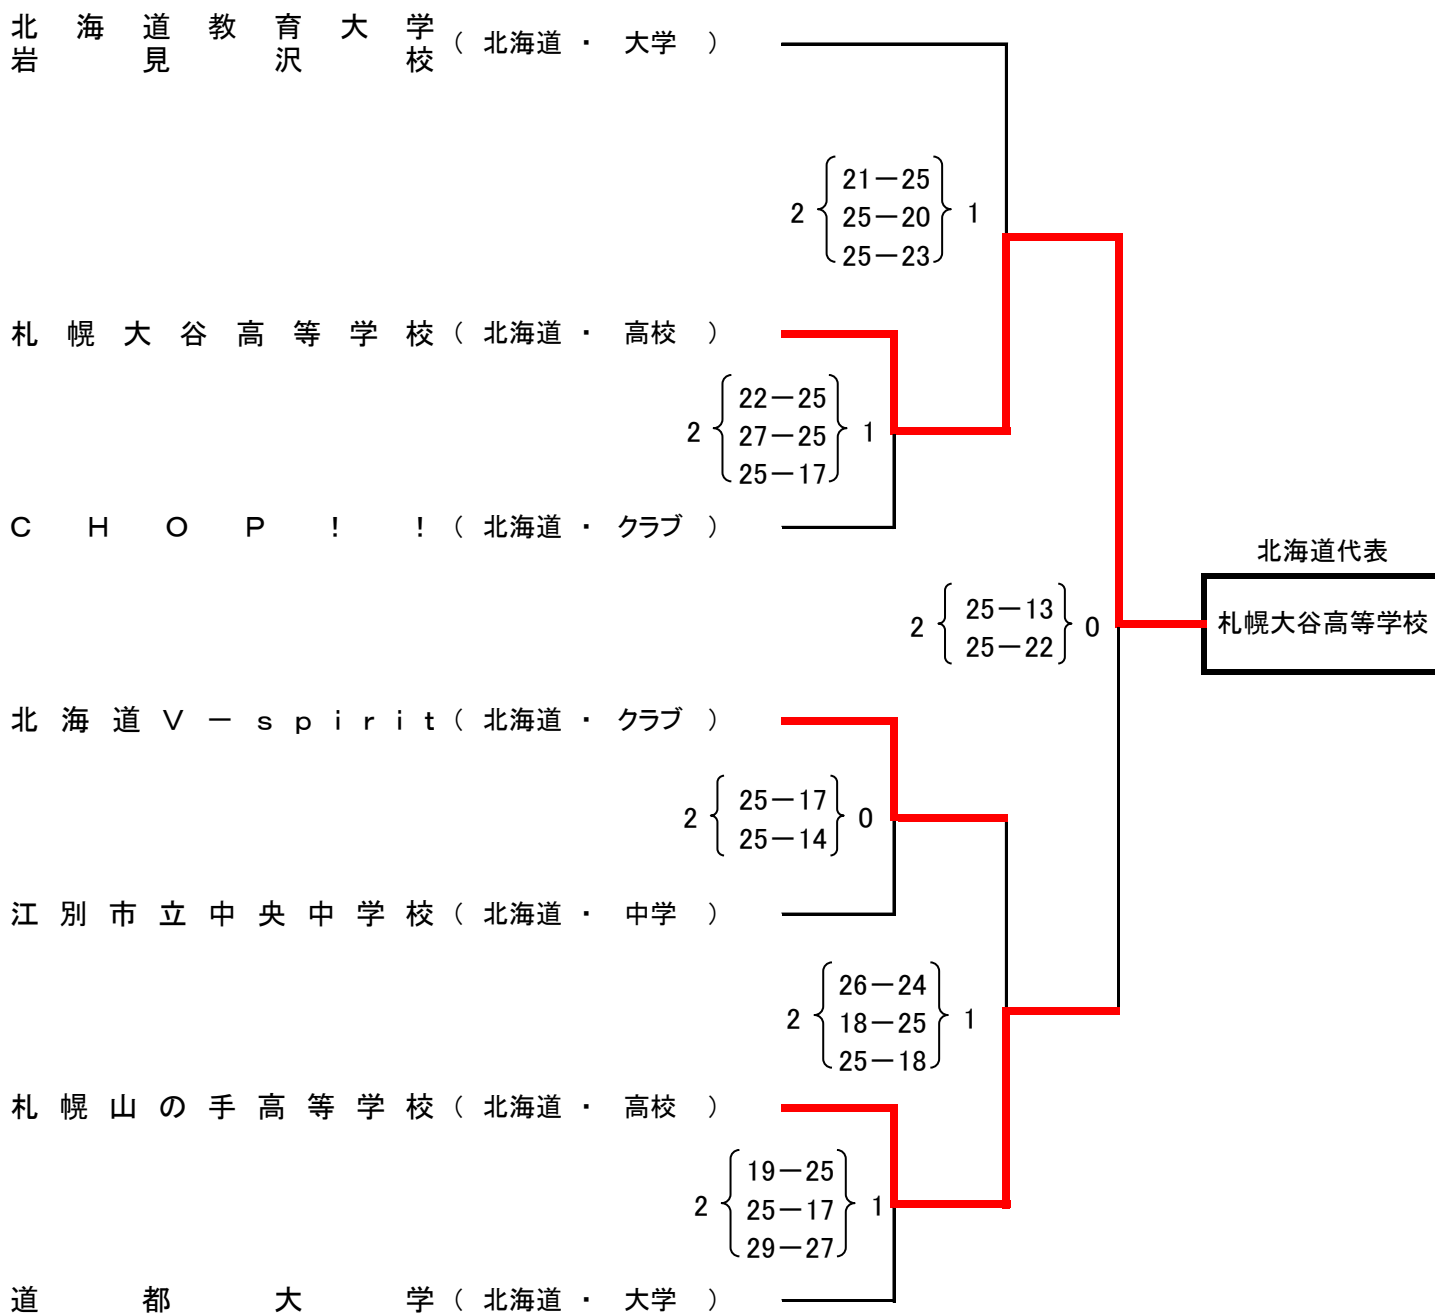 北海道教育大学
岩見沢校
( 北海道 ・ 大学 )
21－25
2 25－20 1
25－23
札幌大谷高等学校 ( 北海道 ・ 高校 )
22－25
2 27－25 1
25－17
CHOP!! ( 北海道 ・ クラブ )
北海道代表
札幌大谷高等学校
25－13
2 0
25－22
北海道V－spirit ( 北海道 ・ クラブ )
25－17
2 0
25－14
江別市立中央中学校 ( 北海道 ・ 中学 )
26－24
2 18－25 1
25－18
札幌山の手高等学校 ( 北海道 ・ 高校 )
19－25
2 25－17 1
29－27
道都大学 ( 北海道 ・ 大学 )